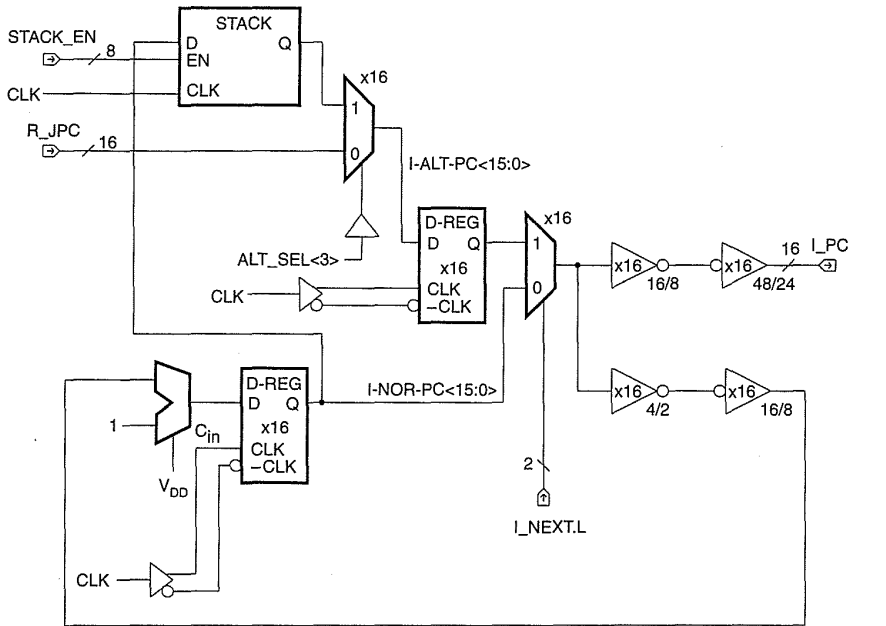 STACK
STACK_EN
8
D
Q
EN
CLK
CLK
x16
1
R_JPC
16
0
I-ALT-PC<15:0>
D-REG
x16
D
Q
1
16
I_PC
ALT_SEL<3>
x16
x16
x16
16/8
48/24
CLK
CLK
–CLK
0
D-REG
I-NOR-PC<15:0>
D
Q
x16
x16
4/2
16/8
1
Cin
x16
CLK
–CLK
2
VDD
I_NEXT.L
CLK